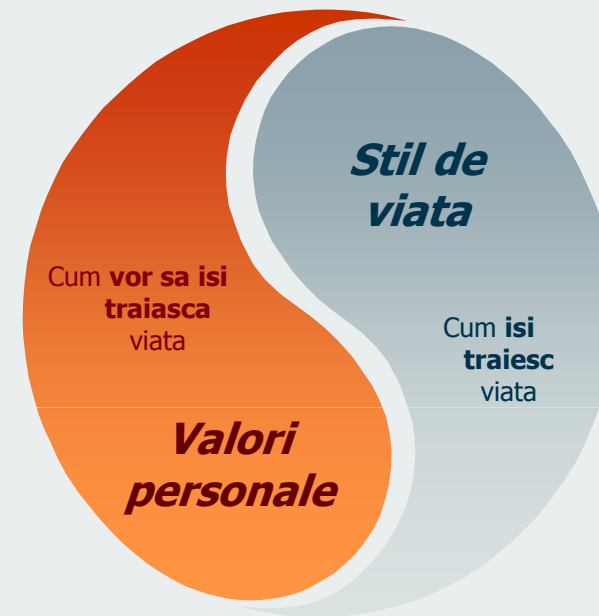 Stil de
viata
Cum vor sa isi
traiasca
viata
Cum isi
traiesc
viata
Valori
personale